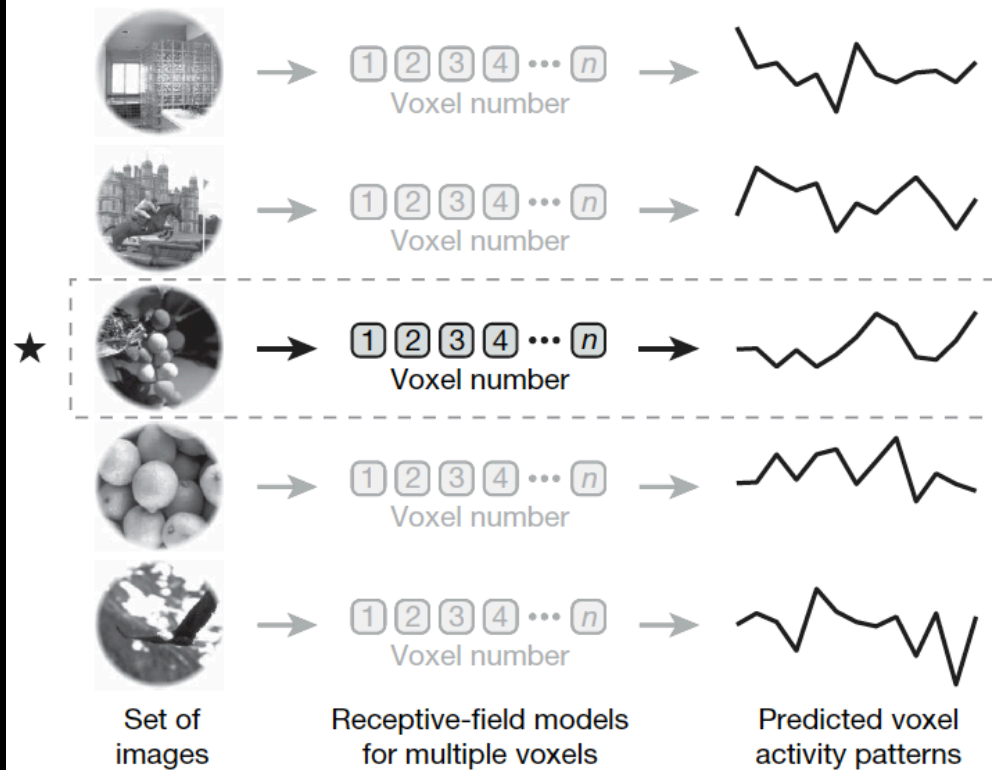 1 2 3 4 ••• n
Voxel number
1 2 3 4 ••• n
Voxel number
1 2 3 4 ••• n
Voxel number
1 2 3 4 ••• n
Voxel number
1 2 3 4 ••• n
Voxel number
Set of
images
Receptive-field models
for multiple voxels
Predicted voxel
activity patterns